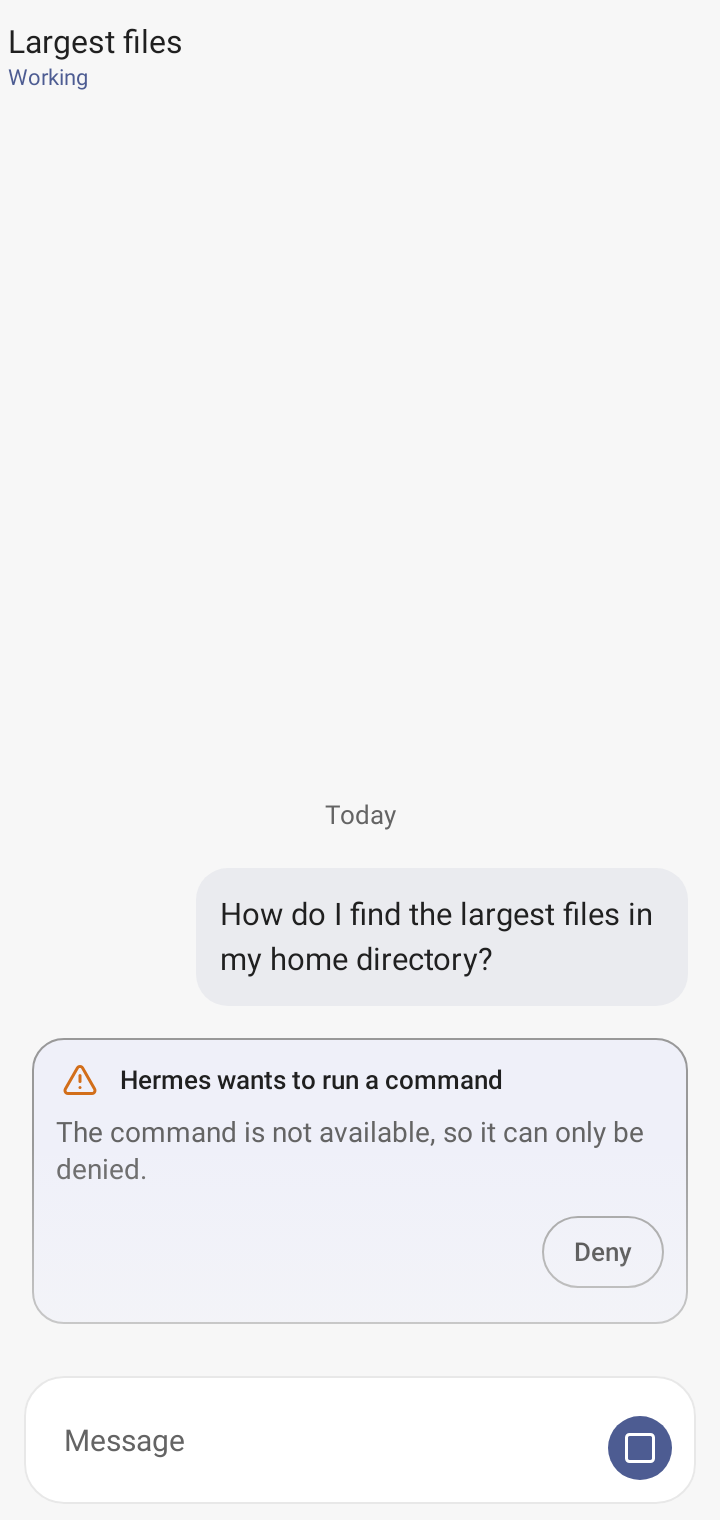 Largest files
Working
Today
How do I find the largest files in
my home directory?
Hermes wants to run a command
The command is not available, so it can only be
denied.
Deny
Message